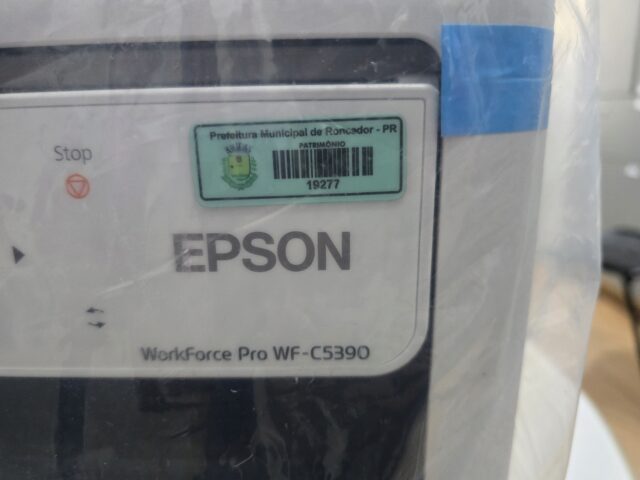 Prefeitura Municipal de Roncador - PR
PATRIMÔNIO
19277
Stop
EPSON
WorkForce Pro WF-C5390